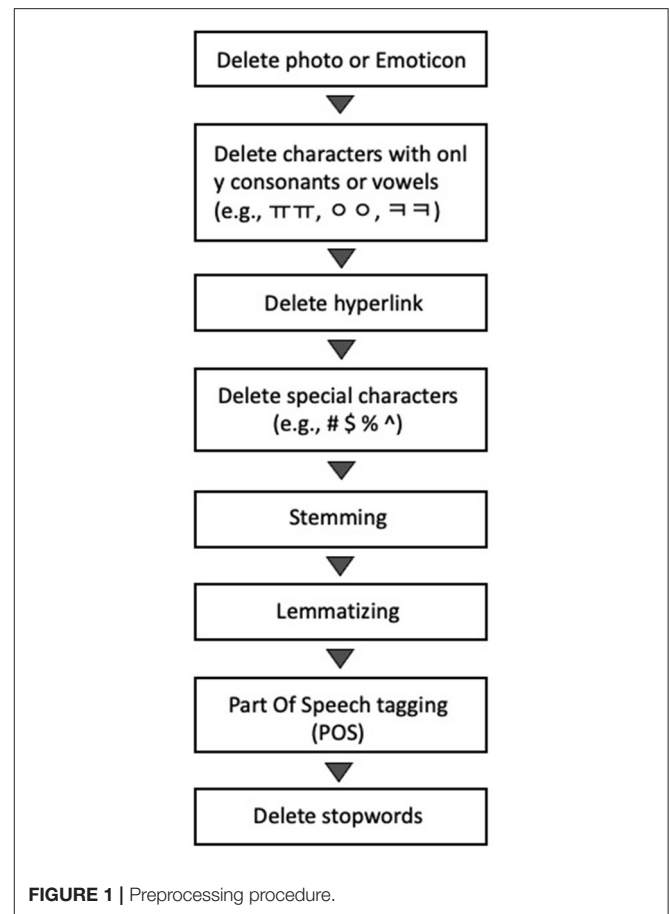 Delete photo or Emoticon
Delete characters with onl
y consonants or vowels
(e.g., ㅠㅠ, ㅇㅇ, ㅋㅋ)
Delete hyperlink
Delete special characters
(e.g., # $ % ^)
Stemming
Lemmatizing
Part Of Speech tagging
(POS)
Delete stopwords
FIGURE 1 | Preprocessing procedure.